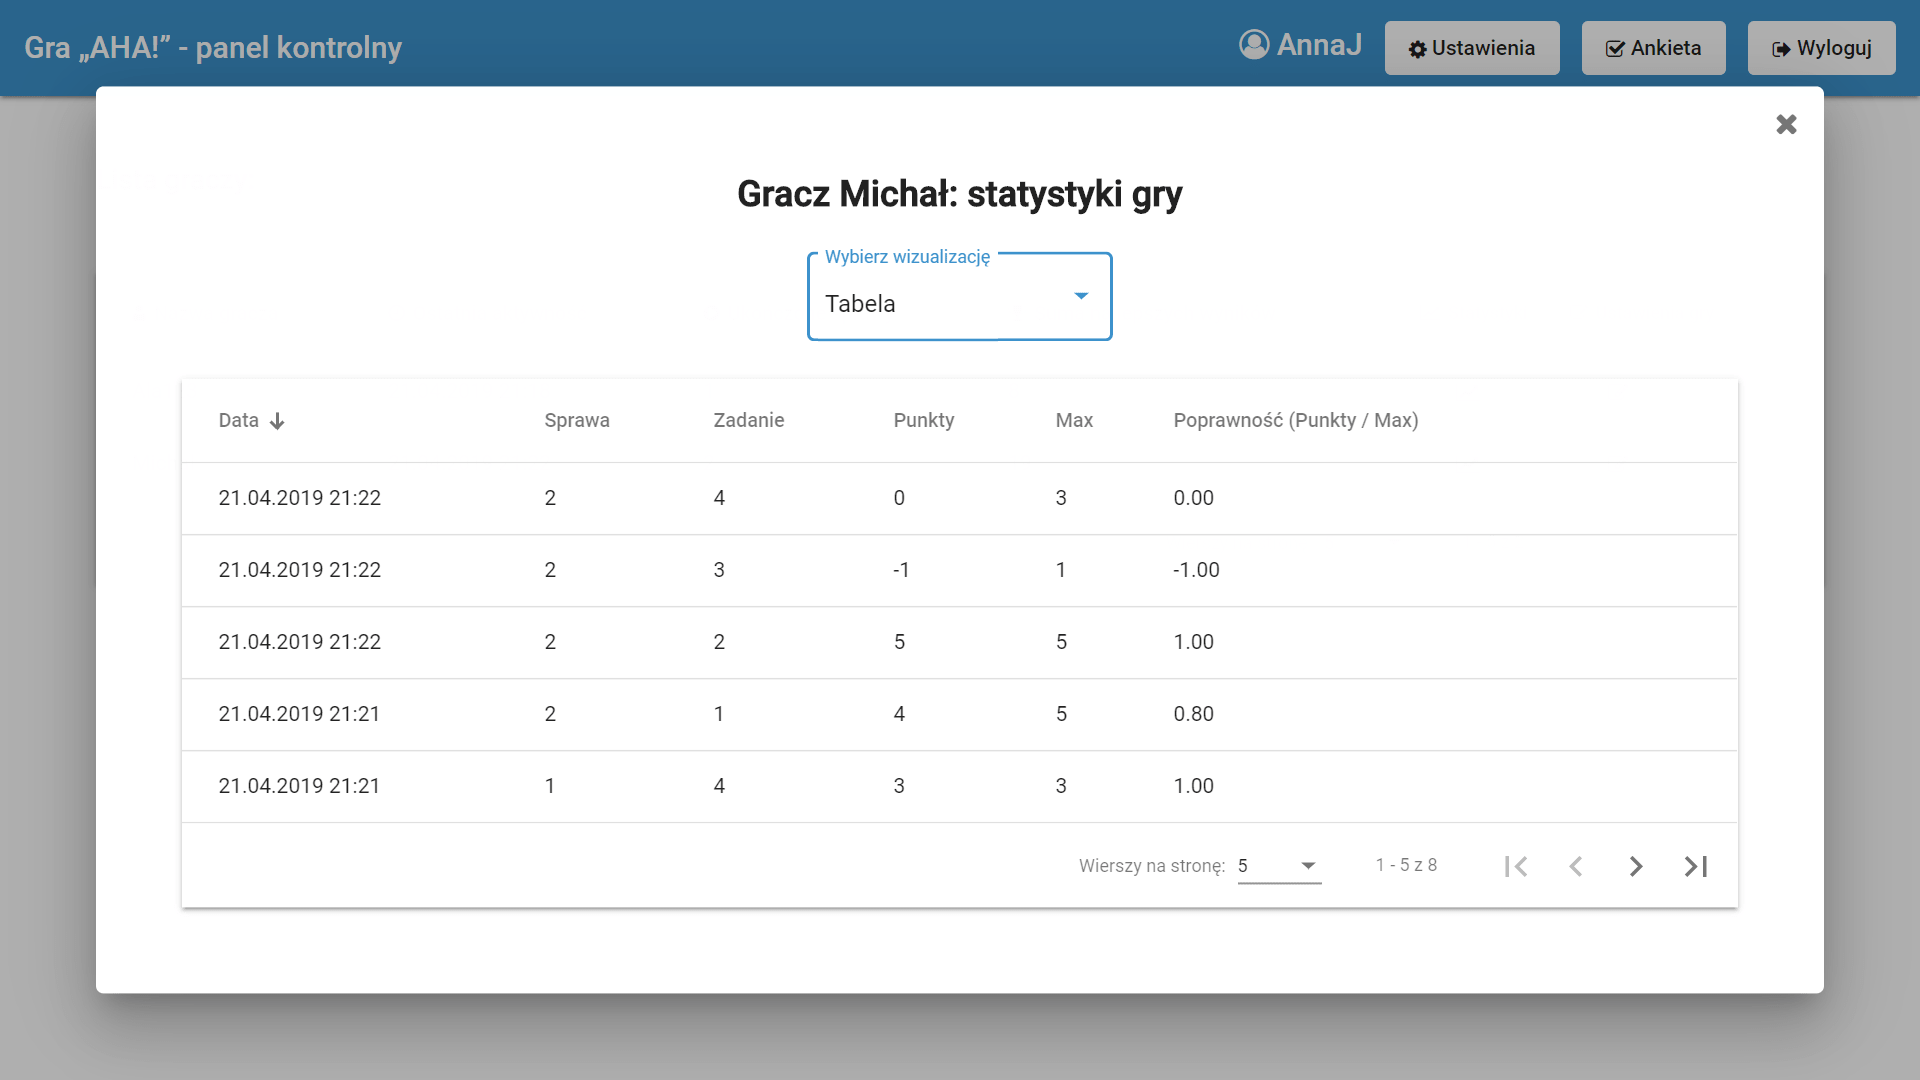 Gra „AHA!” - panel kontrolny
AnnaJ
Ustawienia
Ankieta
Wyloguj
Gracz Michał: statystyki gry
Wybierz wizualizację
Tabela
Data Sprawa Zadanie Punkty Max Poprawność (Punkty / Max)
21.04.2019 21:22 2 4 0 3 0.00
21.04.2019 21:22 2 3 -1 1 -1.00
21.04.2019 21:22 2 2 5 5 1.00
21.04.2019 21:21 2 1 4 5 0.80
21.04.2019 21:21 1 4 3 3 1.00
Wierszy na stronę: 5 1 - 5 z 8